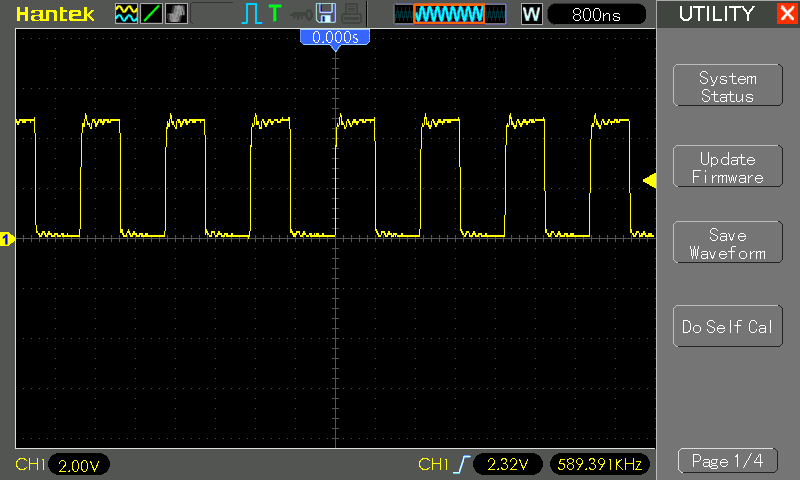 Hantek
T
W
800ns
UTILITY
X
0.000s
System
Status
Update
Firmware
1
Save
Waveform
Do Self Cal
CH1 2.00V
CH1 2.32V
589.391KHz
Page 1/4